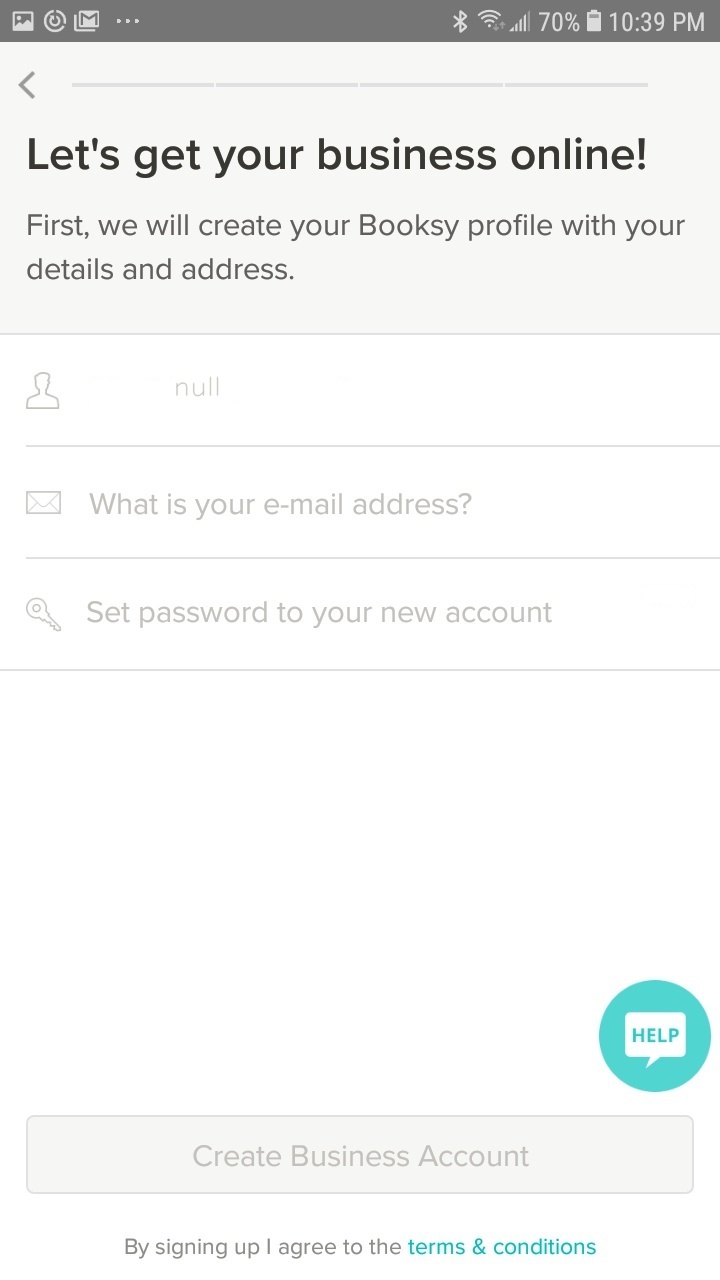 70% 10:39 PM
Let's get your business online!
First, we will create your Booksy profile with your
details and address.
null
What is your e-mail address?
Set password to your new account
HELP
Create Business Account
By signing up I agree to the terms & conditions